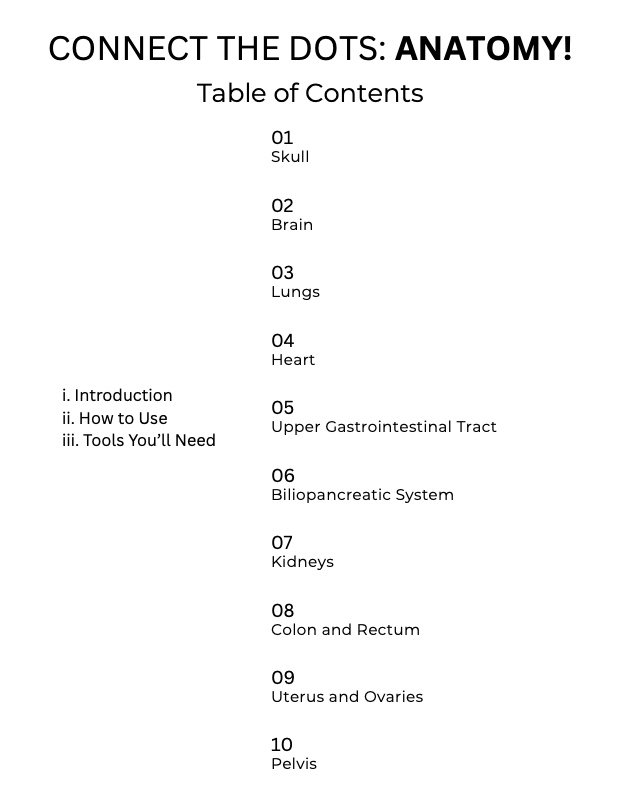 CONNECT THE DOTS: ANATOMY!
Table of Contents
i. Introduction
ii. How to Use
iii. Tools You’ll Need
01
Skull
02
Brain
03
Lungs
04
Heart
05
Upper Gastrointestinal Tract
06
Biliopancreatic System
07
Kidneys
08
Colon and Rectum
09
Uterus and Ovaries
10
Pelvis